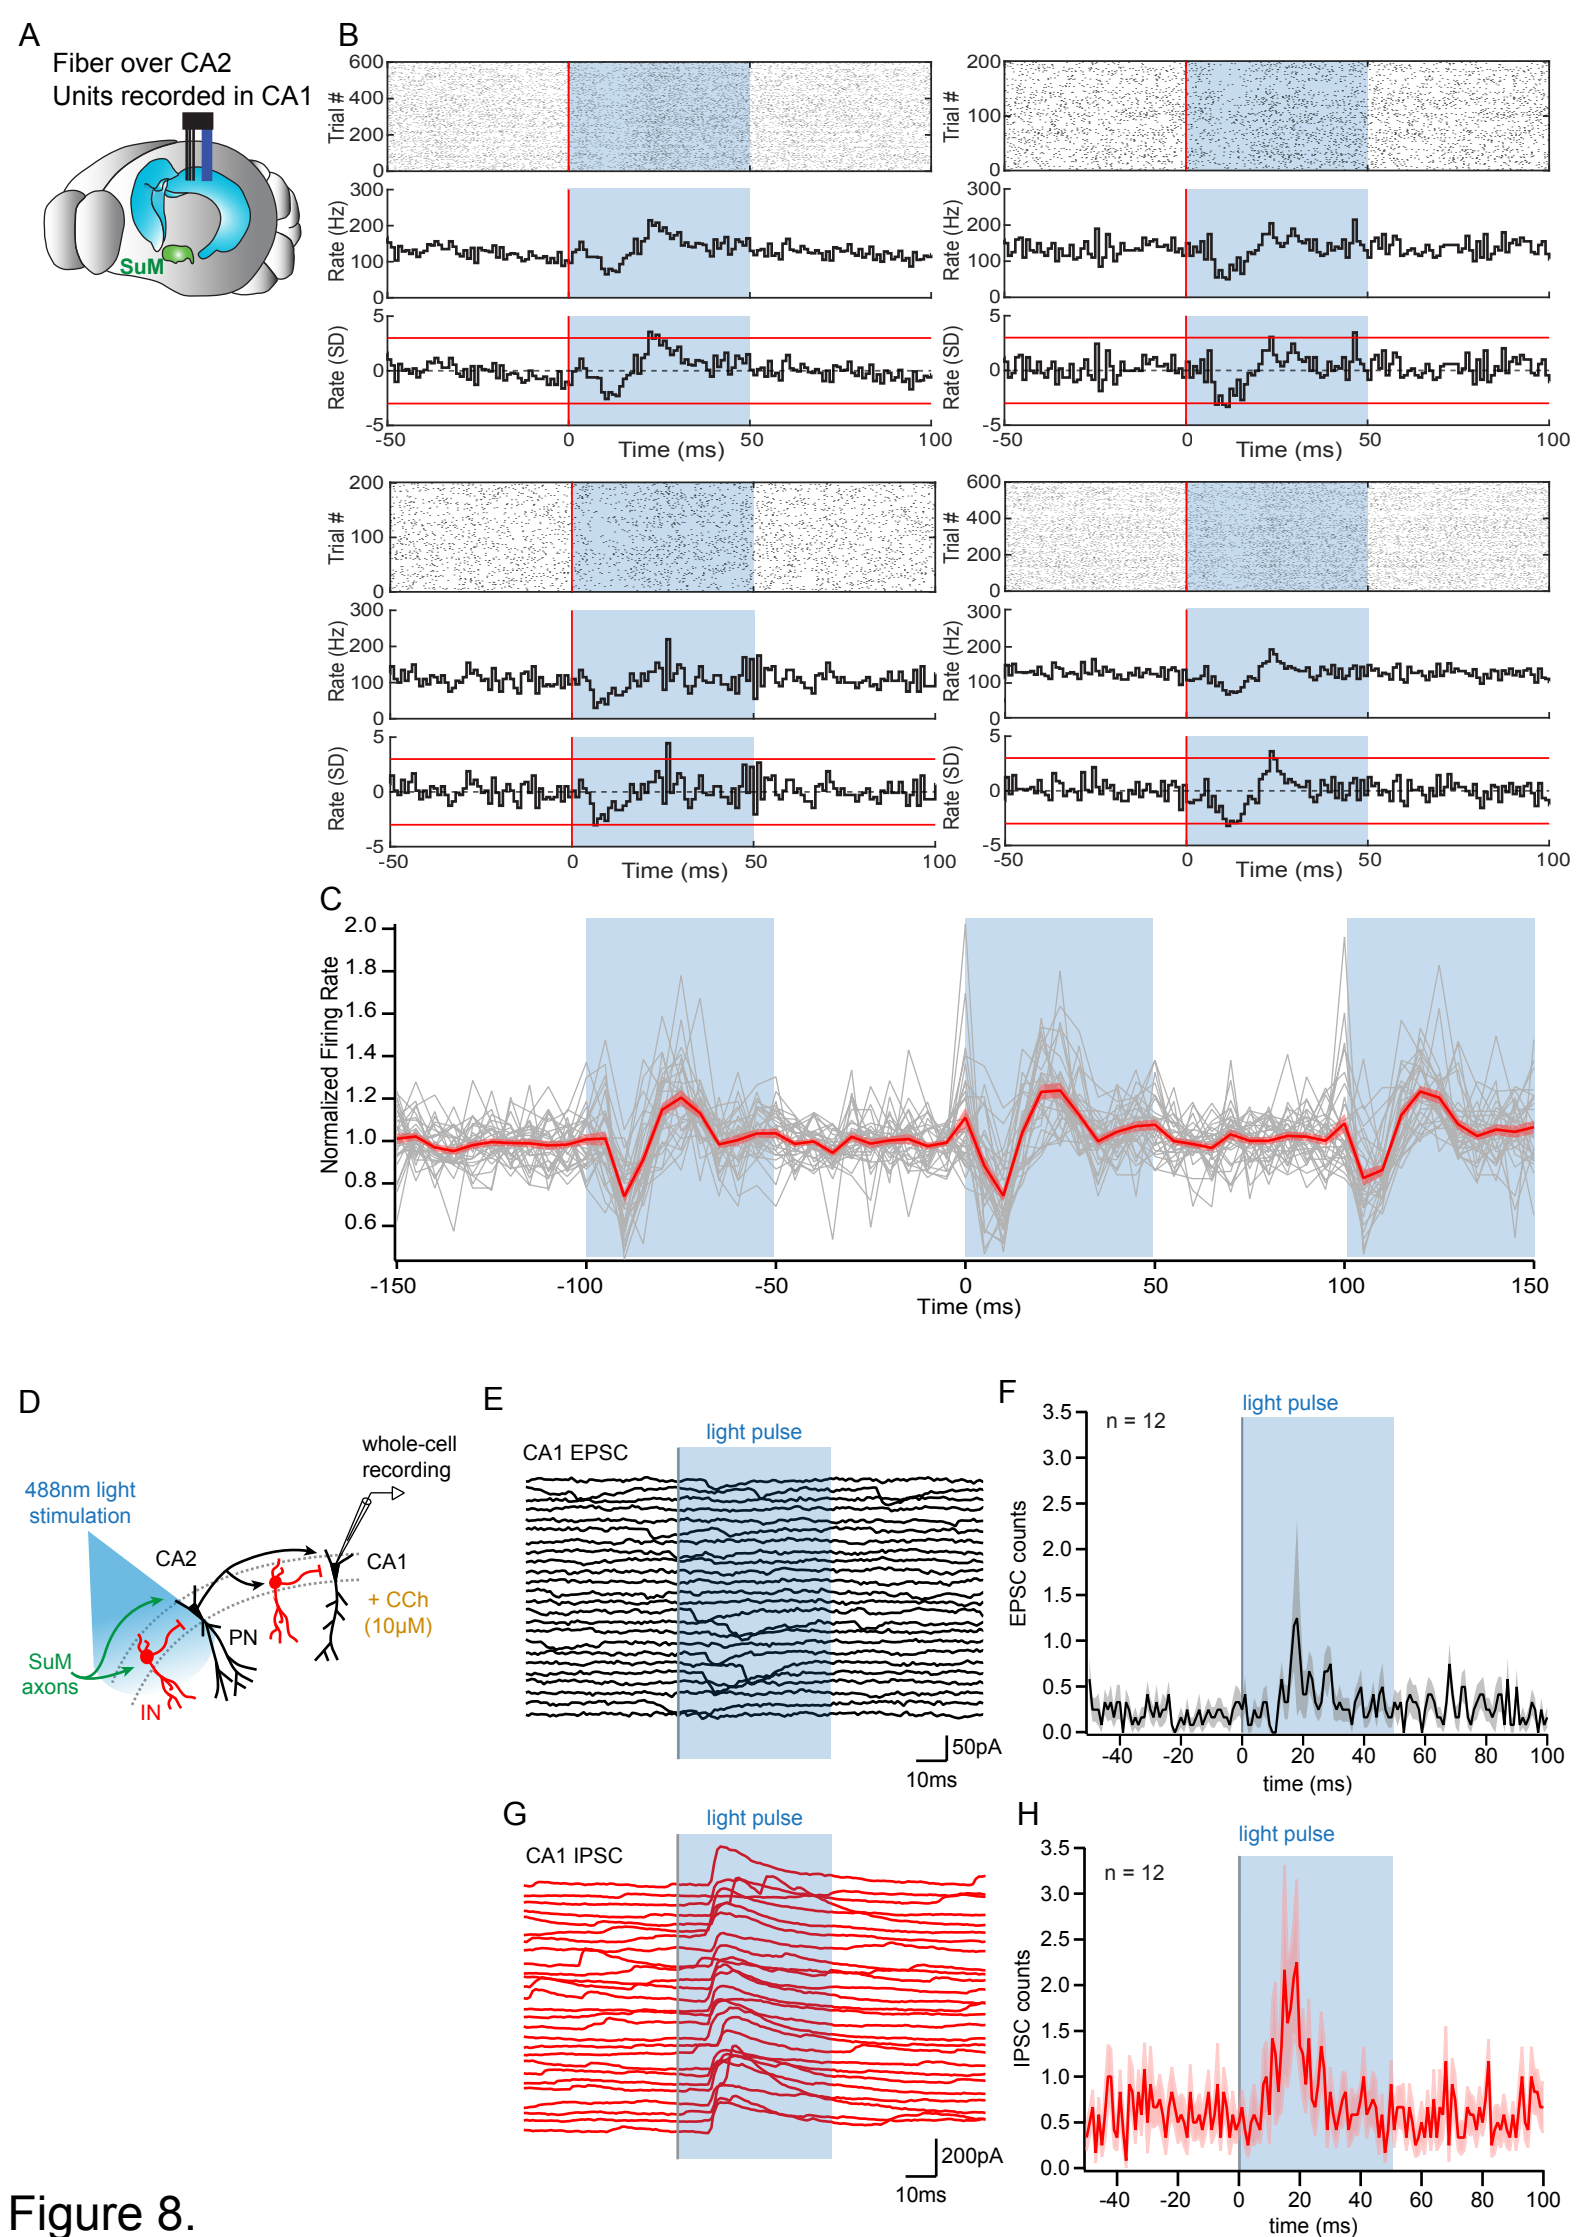 A
Fiber over CA2
Units recorded in CA1
SuM
B
Trial #
600
400
200
0
Rate (Hz)
300
200
100
0
Rate (SD)
5
0
-5
-50
0
50
100
Time (ms)
Trial #
200
100
0
Rate (Hz)
300
200
100
0
Rate (SD)
5
0
-5
-50
0
50
100
Time (ms)
Trial #
200
100
0
Rate (Hz)
300
200
100
0
Rate (SD)
5
0
-5
-50
0
50
100
Time (ms)
Trial #
600
400
200
0
Rate (Hz)
300
200
100
0
Rate (SD)
5
0
-5
-50
0
50
100
Time (ms)
C
Normalized Firing Rate
2.0
1.8
1.6
1.4
1.2
1.0
0.8
0.6
-150
-100
-50
0
50
100
150
Time (ms)
D
488nm light
stimulation
whole-cell
recording
CA2
CA1
+ CCh
(10µM)
PN
SuM
axons
IN
E
light pulse
CA1 EPSC
50pA
10ms
F
light pulse
n = 12
EPSC counts
3.5
3.0
2.5
2.0
1.5
1.0
0.5
0.0
-40
-20
0
20
40
60
80
100
time (ms)
G
light pulse
CA1 IPSC
200pA
10ms
H
light pulse
n = 12
IPSC counts
3.5
3.0
2.5
2.0
1.5
1.0
0.5
0.0
-40
-20
0
20
40
60
80
100
time (ms)
Figure 8.